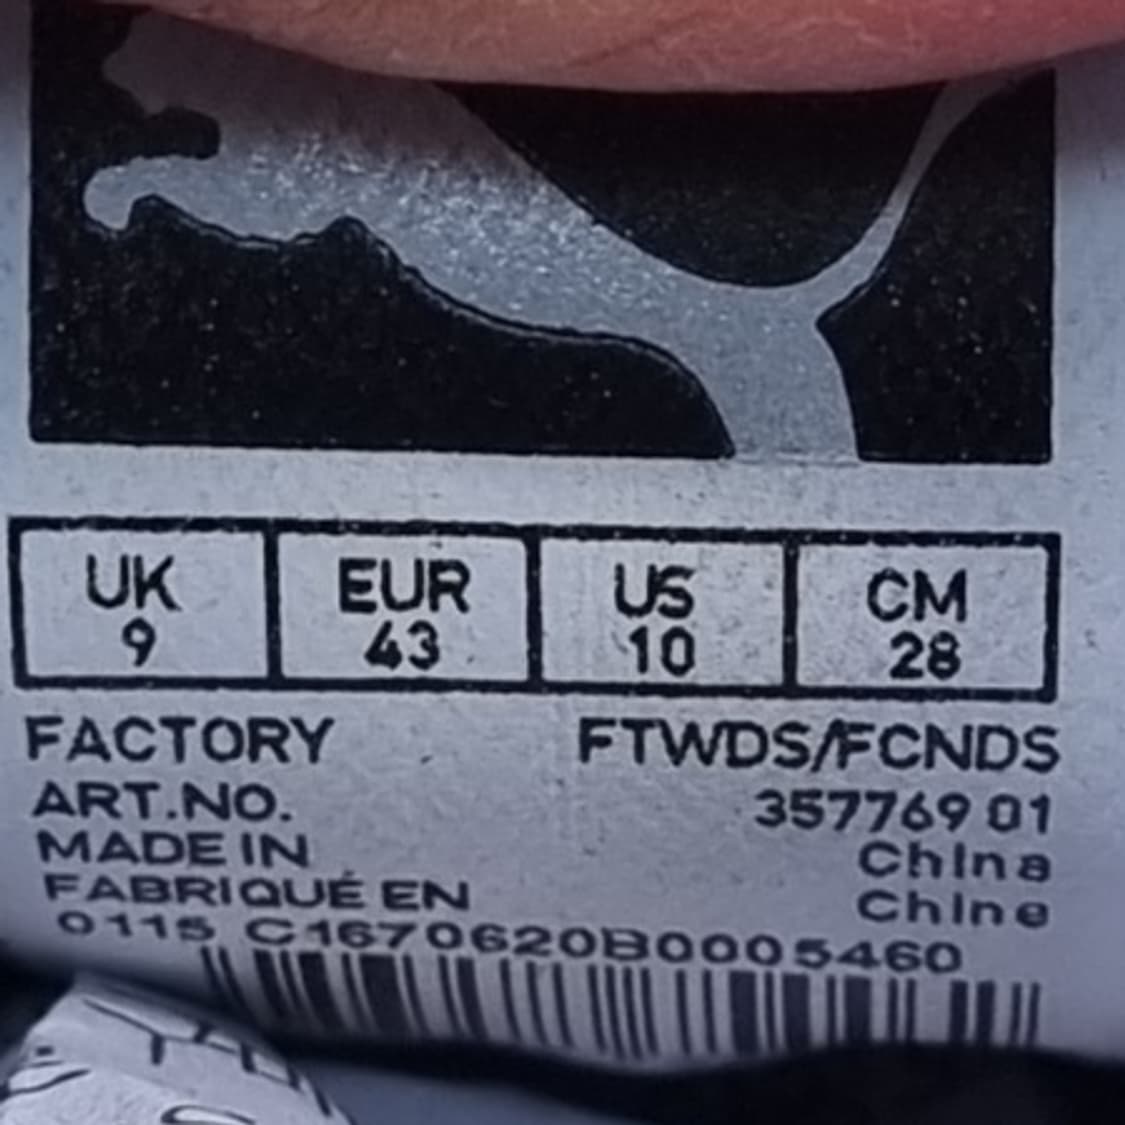 UK EUR US CM
9 43 10 28
FACTORY FTWDS/FCNDS
ART.NO. 357769 01
MADE IN China
FABRIQUÉ EN Chine
0115 C1670620B0005460